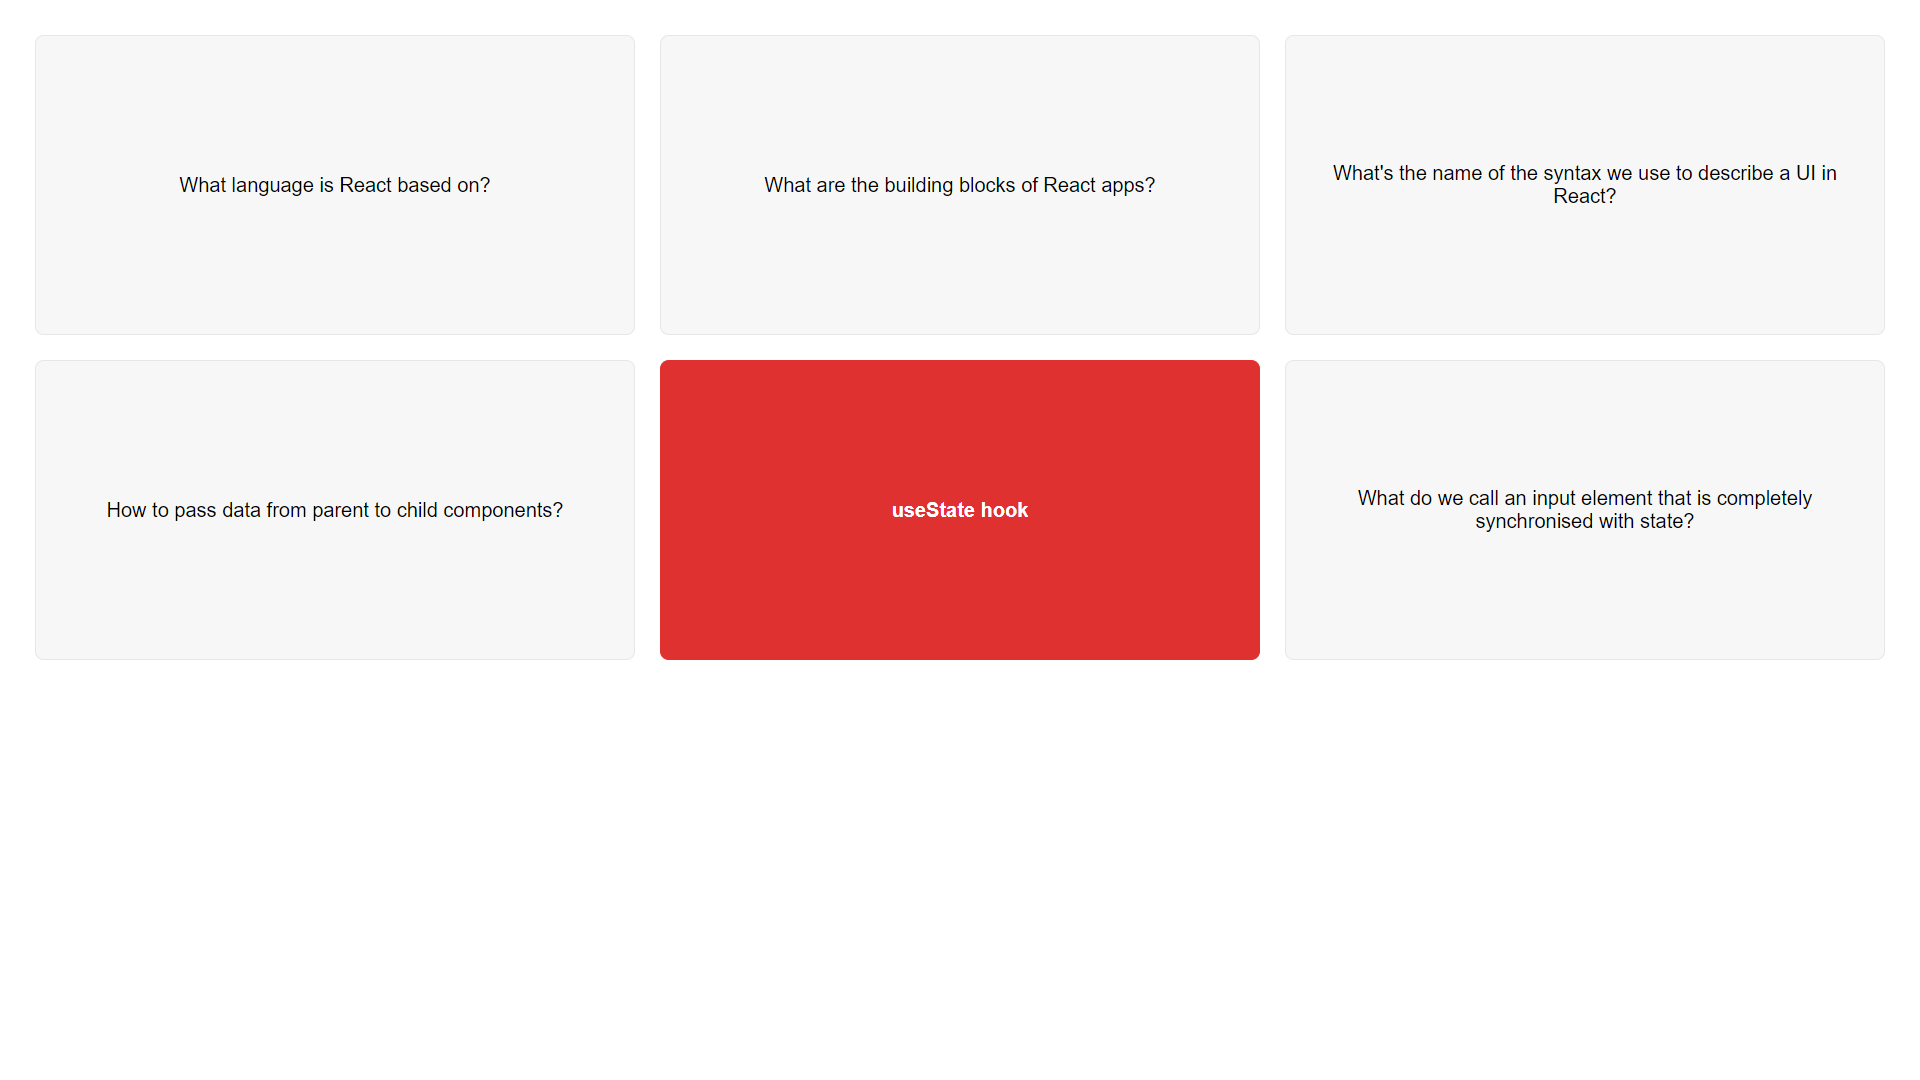 What language is React based on?
What are the building blocks of React apps?
What's the name of the syntax we use to describe a UI in
React?
How to pass data from parent to child components?
useState hook
What do we call an input element that is completely
synchronised with state?